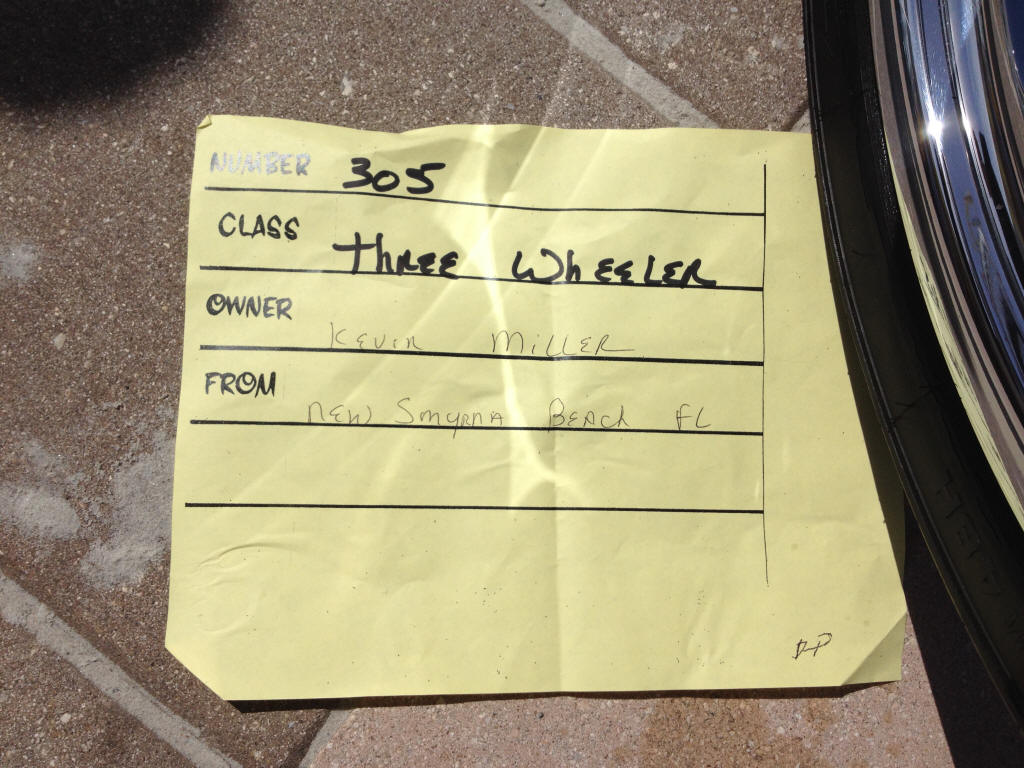 NUMBER 305
CLASS THREE WHEELER
OWNER KEVIN MILLER
FROM NEW SMYRNA BEACH FL